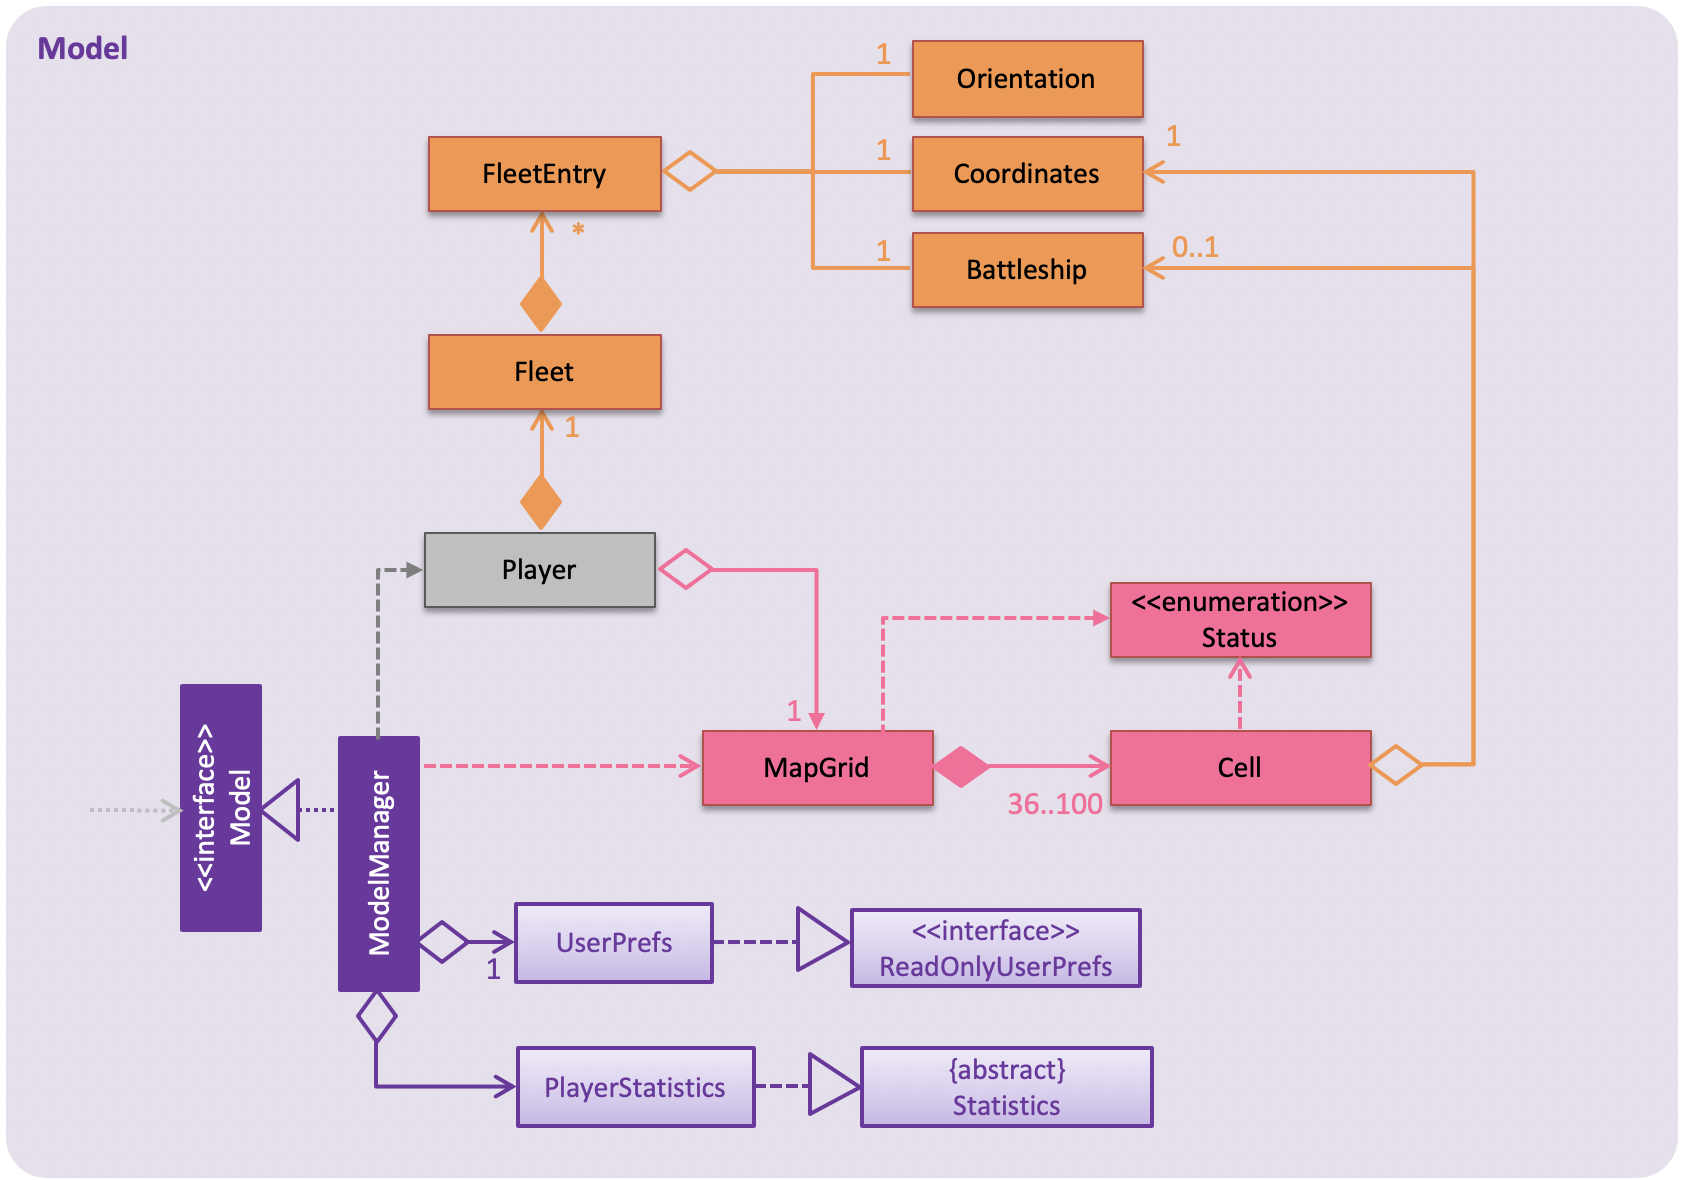 Model
1
Orientation
FleetEntry
1
Coordinates
1
*
1
Battleship
0..1
Fleet
1
Player
<<enumeration>>
Status
1
MapGrid
36..100
Cell
<<interface>>
Model
ModelManager
1
UserPrefs
<<interface>>
ReadOnlyUserPrefs
PlayerStatistics
{abstract}
Statistics